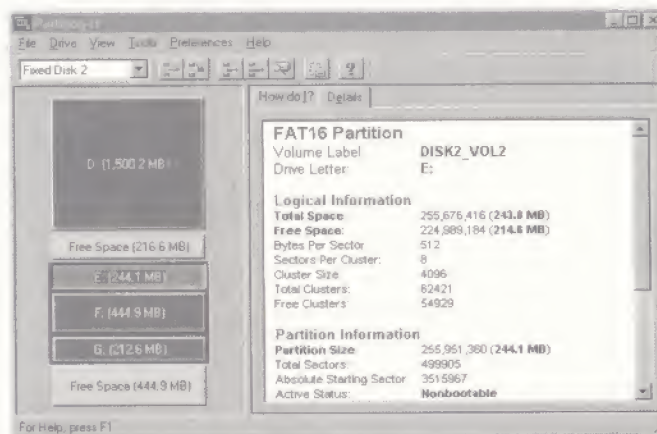 Partition-It
File Drive View Tools Preferences Help
Fixed Disk 2
D: (1,500.2 MB)
Free Space (216.6 MB)
E: (244.1 MB)
F: (444.9 MB)
G: (212.6 MB)
Free Space (444.9 MB)
How do I? Details
FAT16 Partition
Volume Label DISK2_VOL2
Drive Letter: E:
Logical Information
Total Space 255,676,416 (243.8 MB)
Free Space: 224,989,184 (214.6 MB)
Bytes Per Sector 512
Sectors Per Cluster: 8
Cluster Size 4096
Total Clusters: 62421
Free Clusters: 54929
Partition Information
Partition Size 255,951,360 (244.1 MB)
Total Sectors: 499905
Absolute Starting Sector 3515967
Active Status: Nonbootable
For Help, press F1